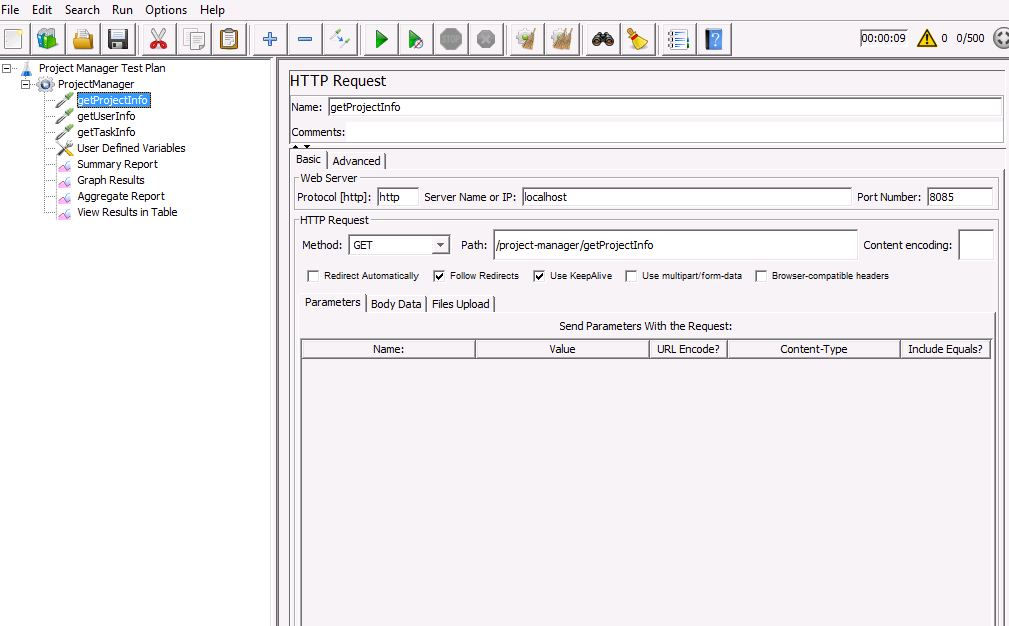 File Edit Search Run Options Help
STOP 00:00:09 0 0/500
Project Manager Test Plan
ProjectManager
getProjectInfo
getUserInfo
getTaskInfo
User Defined Variables
Summary Report
Graph Results
Aggregate Report
View Results in Table
HTTP Request
Name: getProjectInfo
Comments:
Basic Advanced
Web Server
Protocol [http]: http Server Name or IP: localhost Port Number: 8085
HTTP Request
Method: GET Path: /project-manager/getProjectInfo Content encoding:
Redirect Automatically Follow Redirects Use KeepAlive Use multipart/form-data Browser-compatible headers
Parameters Body Data Files Upload
Send Parameters With the Request:
Name: Value URL Encode? Content-Type Include Equals?